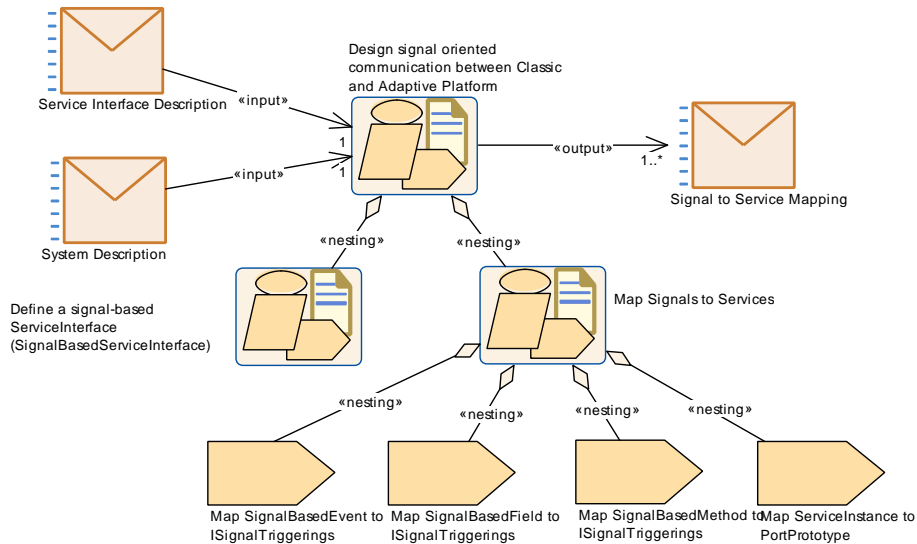 Design signal oriented
communication between Classic
and Adaptive Platform
Service Interface Description
«input»
1
«input»
1
«output»
1..*
Signal to Service Mapping
System Description
«nesting»
«nesting»
Define a signal-based
ServiceInterface
(SignalBasedServiceInterface)
Map Signals to Services
«nesting»
«nesting»
«nesting»
«nesting»
Map SignalBasedEvent to
ISignalTriggerings
Map SignalBasedField to
ISignalTriggerings
Map SignalBasedMethod to
ISignalTriggerings
Map ServiceInstance to
PortPrototype